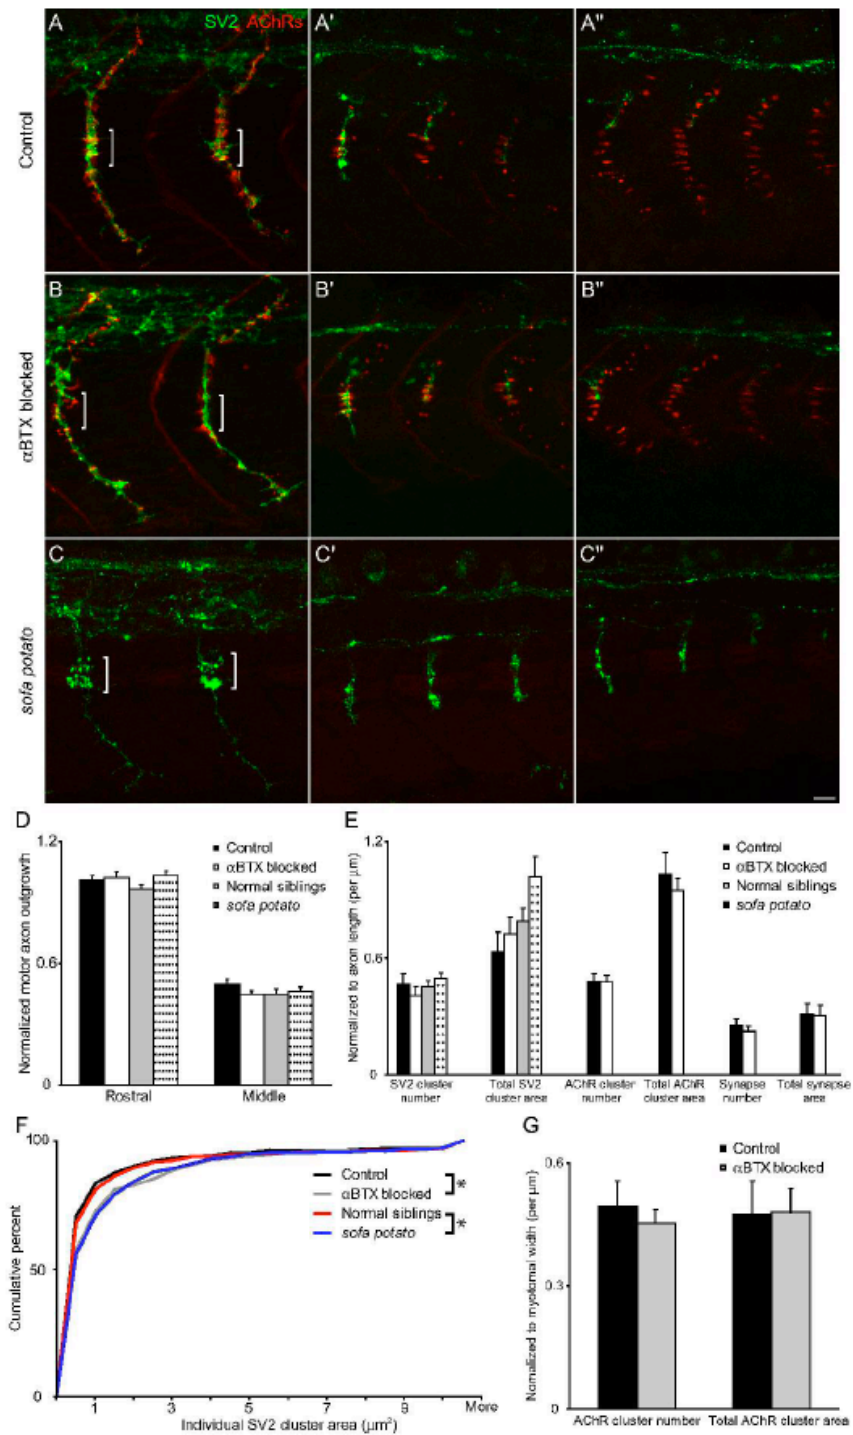 A
SV2 AChRs
A'
A"
Control
B
B'
B"
αBTX blocked
C
C'
C"
sofa potato
D
1.2
0.6
0
Normalized motor axon outgrowth
Control
αBTX blocked
Normal siblings
sofa potato
Rostral
Middle
E
1.2
0.6
0
Normalized to axon length (per μm)
Control
αBTX blocked
Normal siblings
sofa potato
SV2 cluster number
Total SV2 cluster area
AChR cluster number
Total AChR cluster area
Synapse number
Total synapse area
F
100
50
0
Cumulative percent
Control
αBTX blocked
Normal siblings
sofa potato
*
*
1 3 5 7 9 More
Individual SV2 cluster area (μm²)
G
0.6
0.3
0
Normalized to myotomal width (per μm)
Control
αBTX blocked
AChR cluster number
Total AChR cluster area